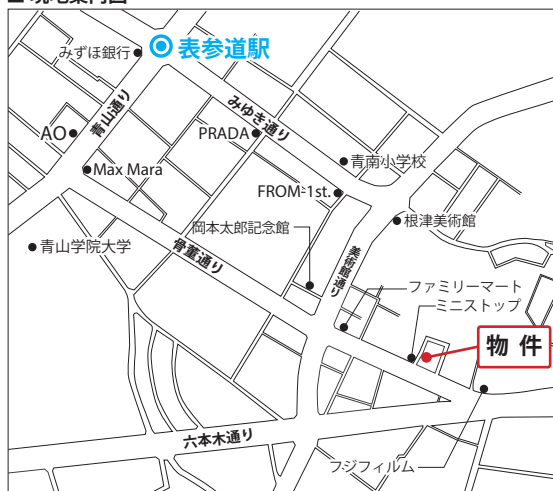 ■ 現地案内図
みずほ銀行
表参道駅
青山通り
みゆき通り
AO
PRADA
Max Mara
青南小学校
FROM-1st.
岡本太郎記念館
根津美術館
青山学院大学
骨董通り
美術館通り
ファミリーマート
ミニストップ
物 件
六本木通り
フジフィルム